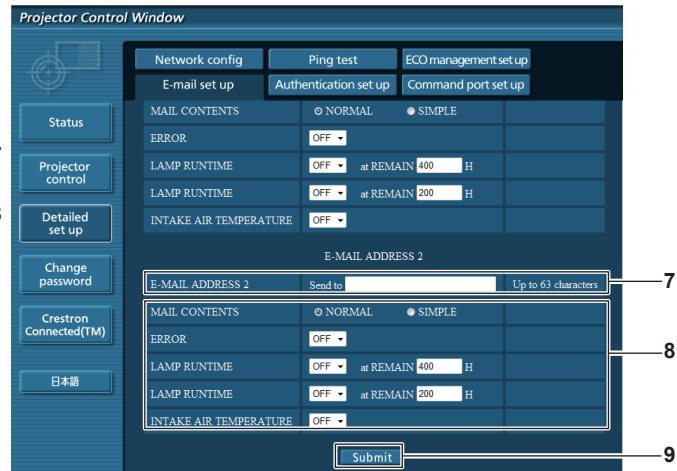 Projector Control Window
Network config Ping test ECO management set up
E-mail set up Authentication set up Command port set up
Status
Projector control
Detailed set up
Change password
Crestron Connected(TM)
日本語
MAIL CONTENTS NORMAL SIMPLE
ERROR OFF
LAMP RUNTIME OFF at REMAIN 400 H
LAMP RUNTIME OFF at REMAIN 200 H
INTAKE AIR TEMPERATURE OFF
E-MAIL ADDRESS 2
E-MAIL ADDRESS 2 Send to Up to 63 characters 7
MAIL CONTENTS NORMAL SIMPLE
ERROR OFF
8
LAMP RUNTIME OFF at REMAIN 400 H
LAMP RUNTIME OFF at REMAIN 200 H
INTAKE AIR TEMPERATURE OFF
Submit 9